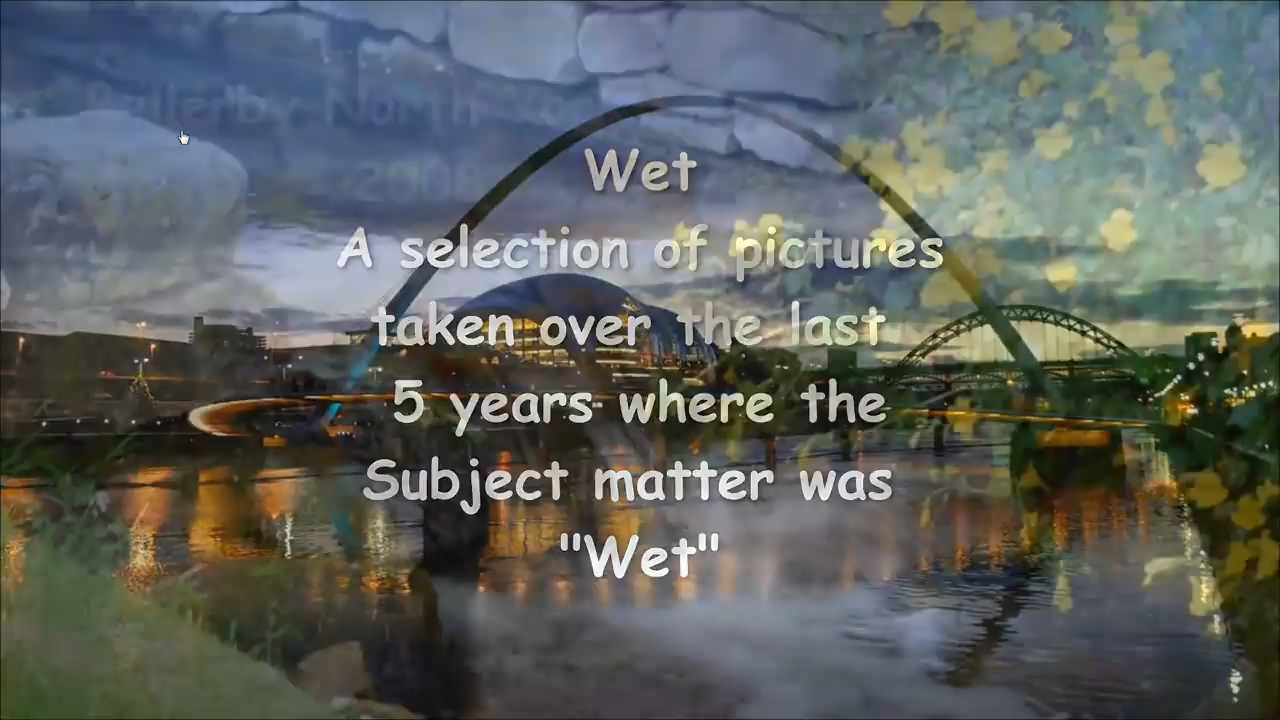 Wet
A selection of pictures
taken over the last
5 years where the
Subject matter was
"Wet"